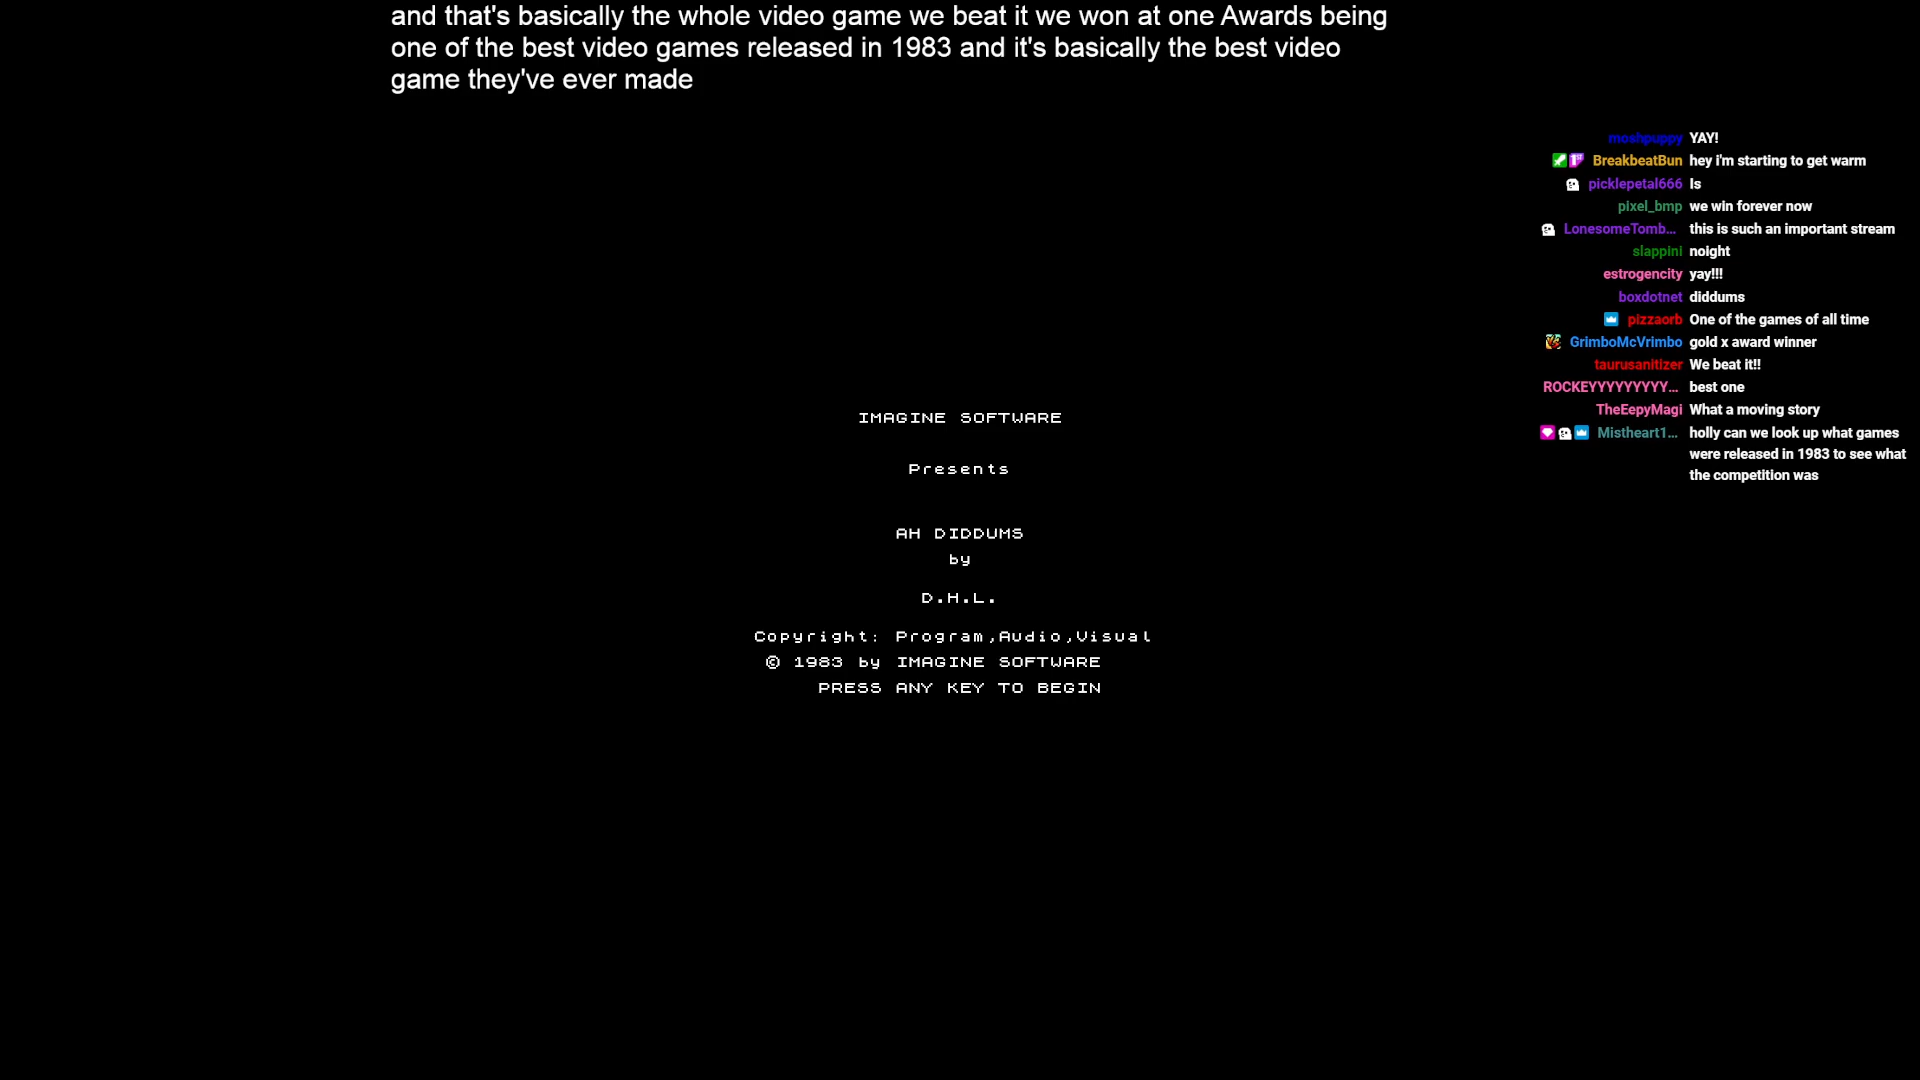 and that's basically the whole video game we beat it we won at one Awards being
one of the best video games released in 1983 and it's basically the best video
game they've ever made
moshpuppy YAY!
BreakbeatBun hey i'm starting to get warm
picklepetal666 Is
pixel_bmp we win forever now
LonesomeTomb... this is such an important stream
slappini noight
estrogencity yay!!!
boxdotnet diddums
pizzaorb One of the games of all time
GrimboMcVrimbo gold x award winner
taurusanitizer We beat it!!
ROCKEYYYYYYYYY... best one
TheEepyMagi What a moving story
Mistheart1... holly can we look up what games
were released in 1983 to see what
the competition was
IMAGINE SOFTWARE
Presents
AH DIDDUMS
by
D.H.L.
Copyright: Program,Audio,Visual
© 1983 by IMAGINE SOFTWARE
PRESS ANY KEY TO BEGIN